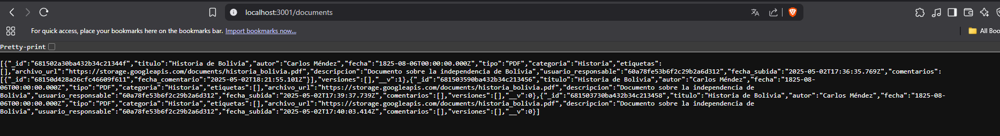 localhost:3001/documents
For quick access, place your bookmarks here on the bookmarks bar. Import bookmarks now...
All Boo
Pretty-print
[{"_id":"681502a30ba432b34c21344f","titulo":"Historia de Bolivia","autor":"Carlos Méndez","fecha":"1825-08-06T00:00:00.000Z","tipo":"PDF","categoria":"Historia","etiquetas":
[],"archivo_url":"https://storage.googleapis.com/documents/historia_bolivia.pdf","descripcion":"Documento sobre la independencia de Bolivia","usuario_responsable":"60a78fe53b6f2c29b2a6d312","fecha_subida":"2025-05-02T17:36:35.769Z","comentarios":
[{"_id":"68150d428a26cfc46609f611","fecha_comentario":"2025-05-02T18:21:55.101Z"}],"versiones":[],"__v":1},{"_id":"681503590ba432b34c213456","titulo":"Historia de Bolivia","autor":"Carlos Méndez","fecha":"1825-08-
06T00:00:00.000Z","tipo":"PDF","categoria":"Historia","etiquetas":[],"archivo_url":"https://storage.googleapis.com/documents/historia_bolivia.pdf","descripcion":"Documento sobre la independencia de
Bolivia","usuario_responsable":"60a78fe53b6f2c29b2a6d312","fecha_subida":"2025-05-02T17:39:37.739Z","comentarios":[],"versiones":[],"__v":0},{"_id":"681503730ba432b34c213458","titulo":"Historia de Bolivia","autor":"Carlos Méndez","fecha":"1825-08-
06T00:00:00.000Z","tipo":"PDF","categoria":"Historia","etiquetas":[],"archivo_url":"https://storage.googleapis.com/documents/historia_bolivia.pdf","descripcion":"Documento sobre la independencia de
Bolivia","usuario_responsable":"60a78fe53b6f2c29b2a6d312","fecha_subida":"2025-05-02T17:40:03.414Z","comentarios":[],"versiones":[],"__v":0}]